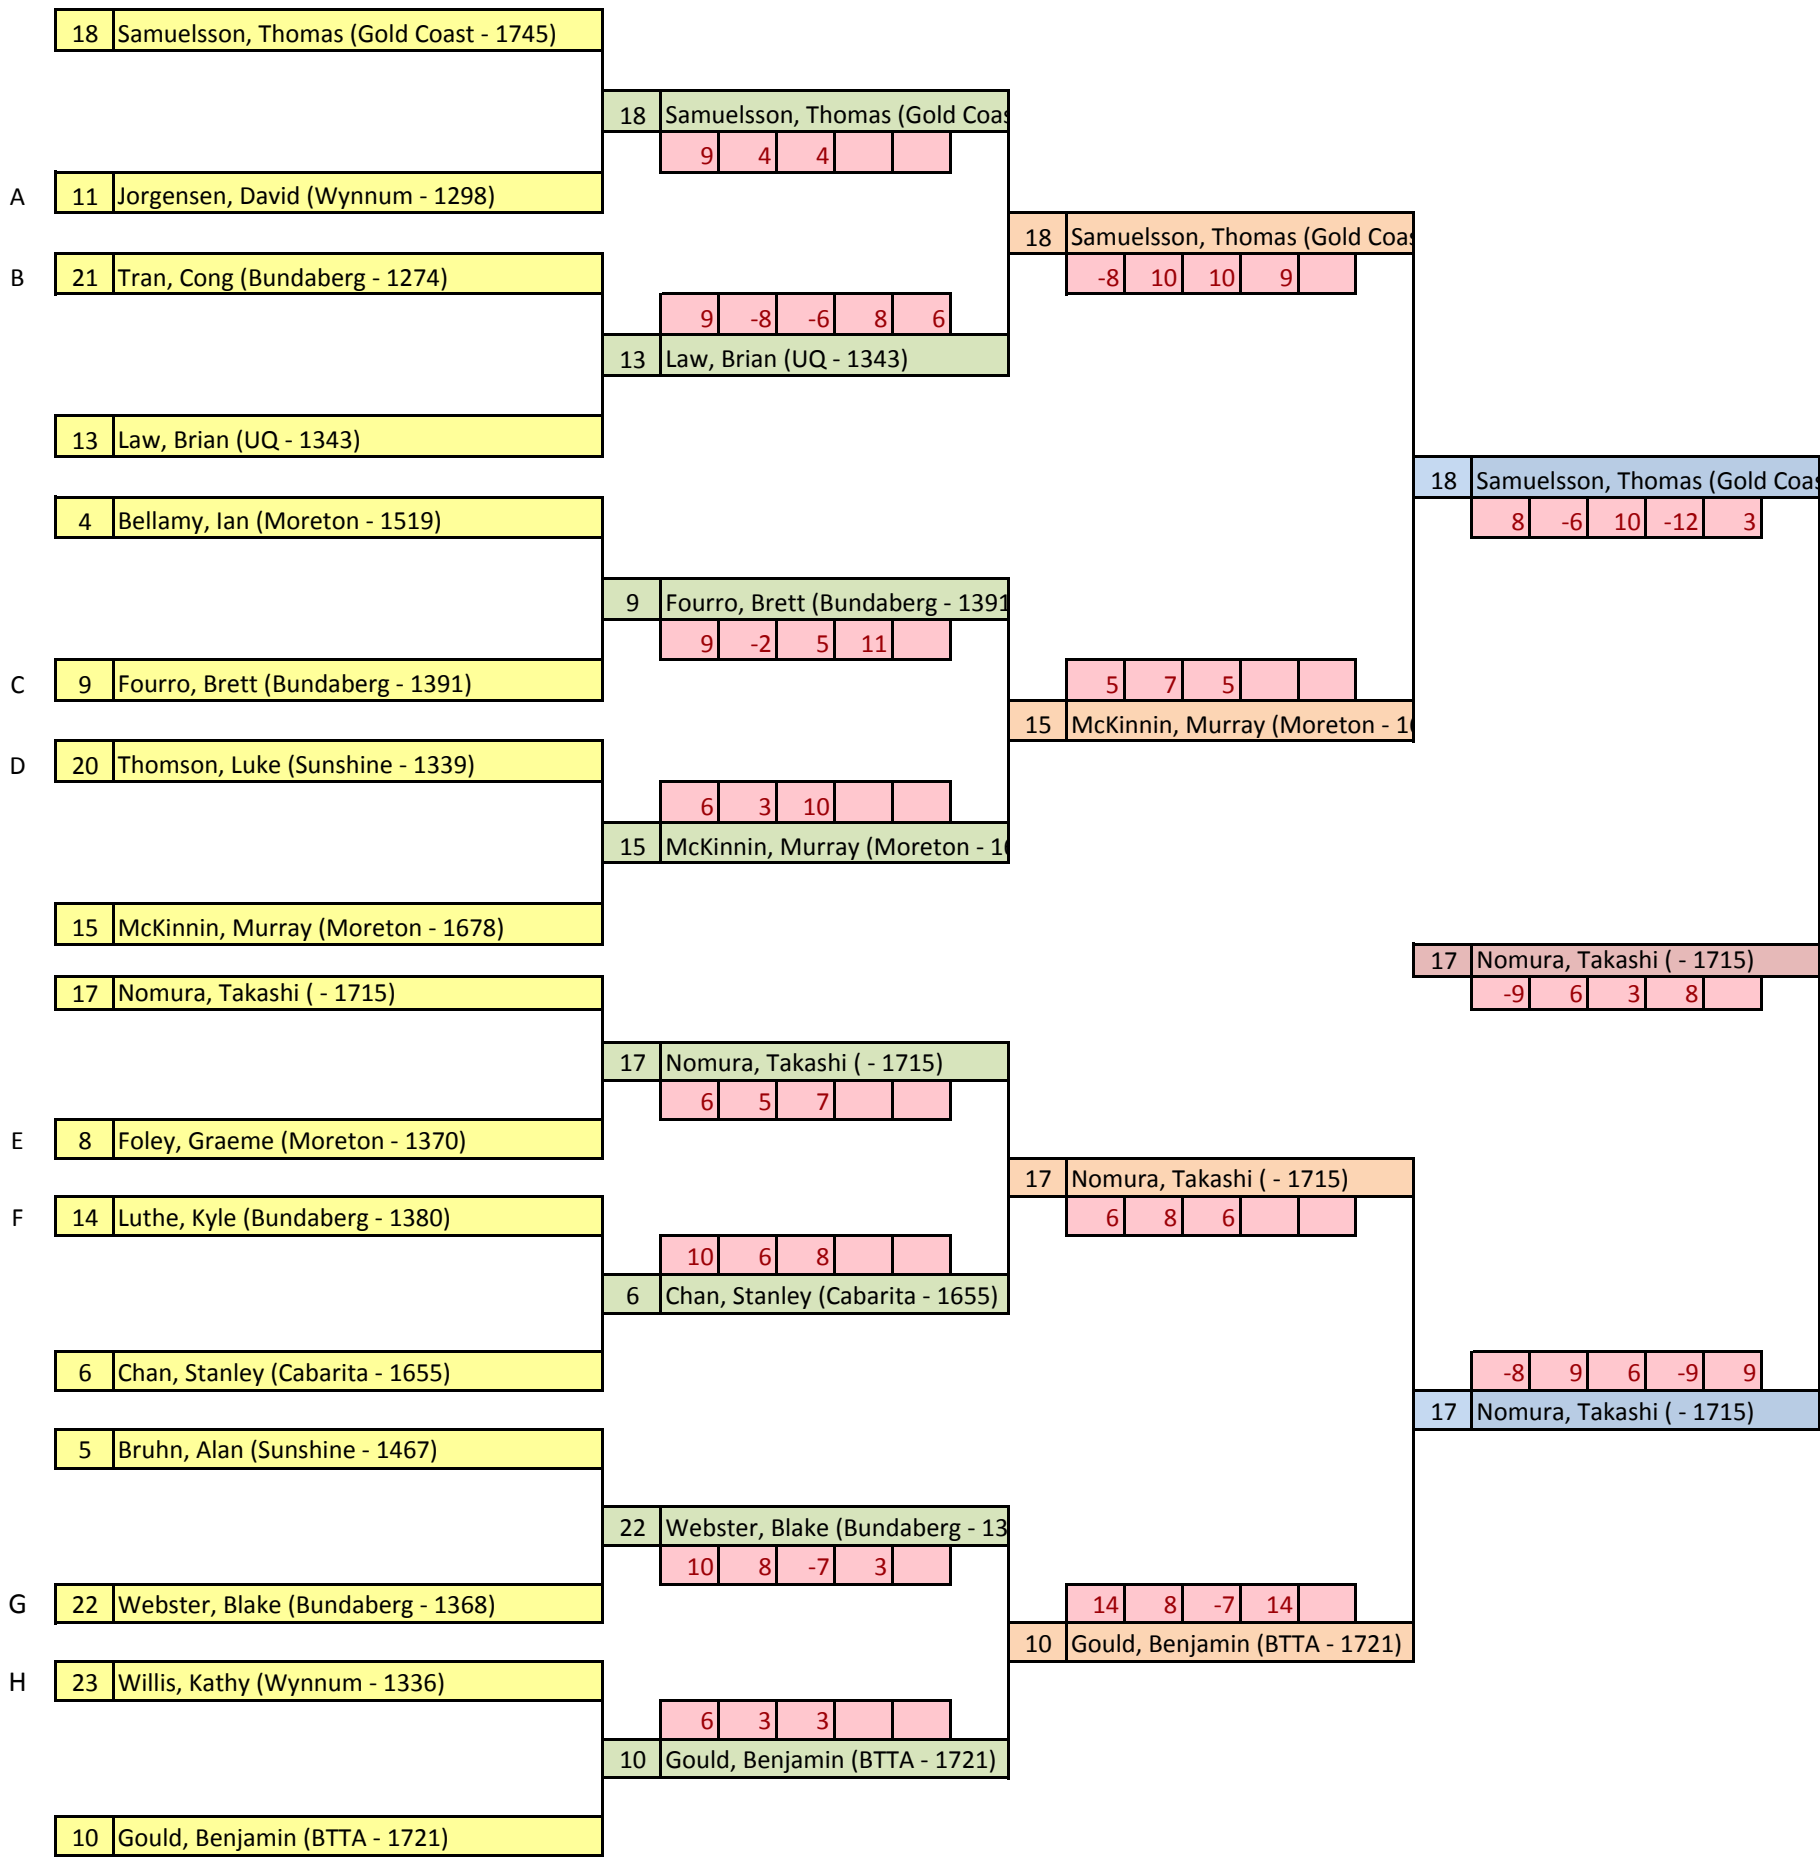 18 Samuelsson, Thomas (Gold Coast - 1745)
18 Samuelsson, Thomas (Gold Coas
9 4 4
A 11 Jorgensen, David (Wynnum - 1298)
18 Samuelsson, Thomas (Gold Coas
B 21 Tran, Cong (Bundaberg - 1274)
-8 10 10 9
9 -8 -6 8 6
13 Law, Brian (UQ - 1343)
13 Law, Brian (UQ - 1343)
18 Samuelsson, Thomas (Gold Coas
4 Bellamy, Ian (Moreton - 1519)
8 -6 10 -12 3
9 Fourro, Brett (Bundaberg - 1391
9 -2 5 11
C 9 Fourro, Brett (Bundaberg - 1391)
5 7 5
15 McKinnin, Murray (Moreton - 16
D 20 Thomson, Luke (Sunshine - 1339)
6 3 10
15 McKinnin, Murray (Moreton - 16
15 McKinnin, Murray (Moreton - 1678)
17 Nomura, Takashi ( - 1715)
17 Nomura, Takashi ( - 1715)
-9 6 3 8
17 Nomura, Takashi ( - 1715)
6 5 7
E 8 Foley, Graeme (Moreton - 1370)
17 Nomura, Takashi ( - 1715)
F 14 Luthe, Kyle (Bundaberg - 1380)
6 8 6
10 6 8
6 Chan, Stanley (Cabarita - 1655)
6 Chan, Stanley (Cabarita - 1655)
-8 9 6 -9 9
17 Nomura, Takashi ( - 1715)
5 Bruhn, Alan (Sunshine - 1467)
22 Webster, Blake (Bundaberg - 13
10 8 -7 3
G 22 Webster, Blake (Bundaberg - 1368)
14 8 -7 14
10 Gould, Benjamin (BTTA - 1721)
H 23 Willis, Kathy (Wynnum - 1336)
6 3 3
10 Gould, Benjamin (BTTA - 1721)
10 Gould, Benjamin (BTTA - 1721)